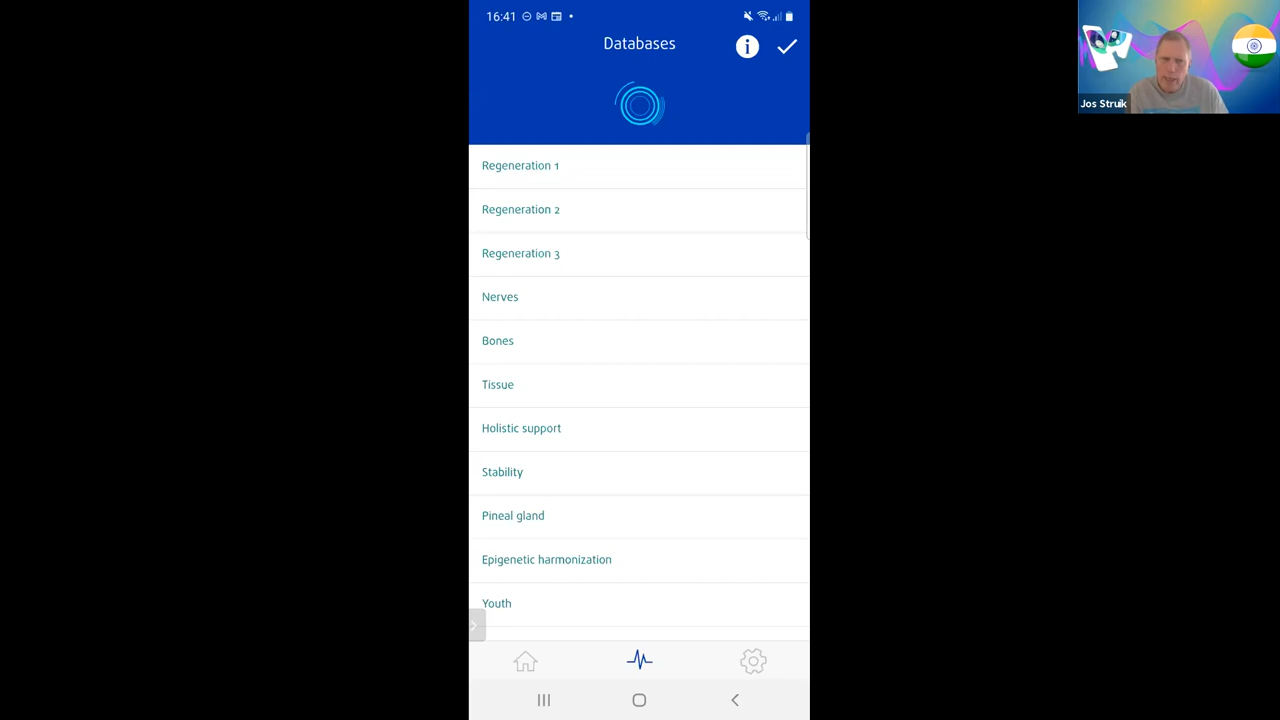 16:41
Databases
Regeneration 1
Regeneration 2
Regeneration 3
Nerves
Bones
Tissue
Holistic support
Stability
Pineal gland
Epigenetic harmonization
Youth
Jos Struik